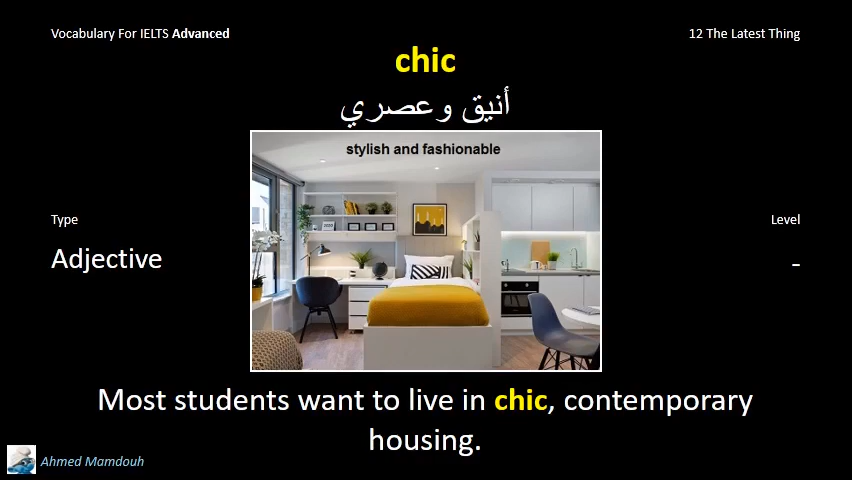 Vocabulary For IELTS Advanced
12 The Latest Thing
chic
أنيق وعصري
stylish and fashionable
Type
Level
Adjective
-
Most students want to live in chic, contemporary
housing.
Ahmed Mamdouh